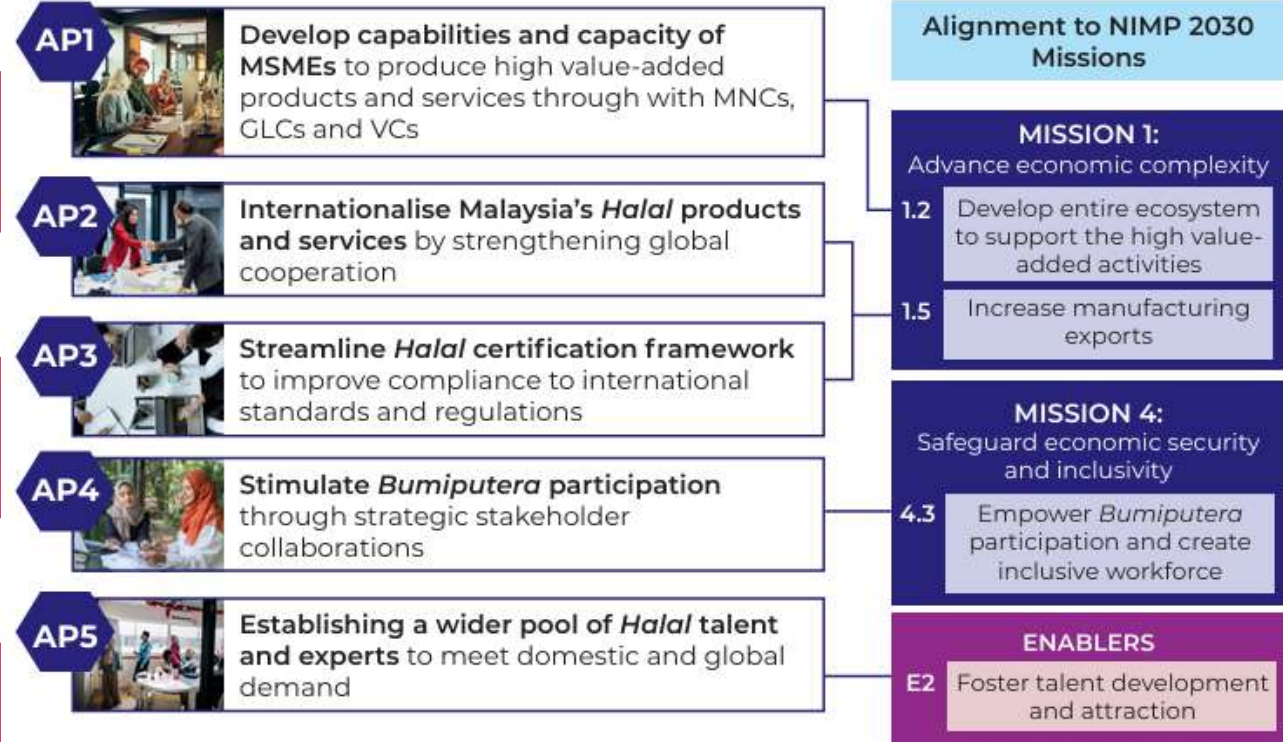 AP1
Develop capabilities and capacity of
MSMEs to produce high value-added
products and services through with MNCs,
GLCs and VCs
AP2
Internationalise Malaysia's Halal products
and services by strengthening global
cooperation
AP3
Streamline Halal certification framework
to improve compliance to international
standards and regulations
AP4
Stimulate Bumiputera participation
through strategic stakeholder
collaborations
AP5
Establishing a wider pool of Halal talent
and experts to meet domestic and global
demand
Alignment to NIMP 2030
Missions
MISSION 1:
Advance economic complexity
1.2
Develop entire ecosystem
to support the high value-
added activities
1.5
Increase manufacturing
exports
MISSION 4:
Safeguard economic security
and inclusivity
4.3
Empower Bumiputera
participation and create
inclusive workforce
ENABLERS
E2
Foster talent development
and attraction